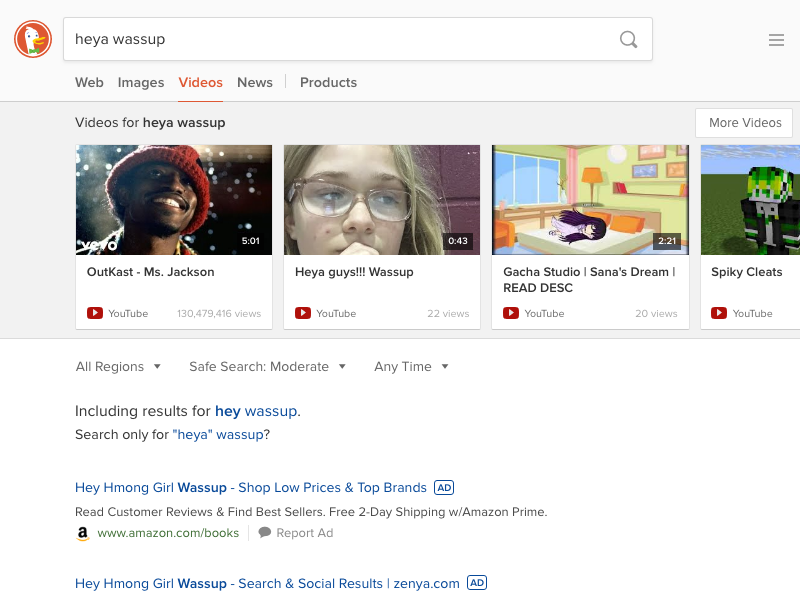 heya wassup
Web Images Videos News Products
Videos for heya wassup
More Videos
vevo
5:01
0:43
2:21
OutKast - Ms. Jackson
Heya guys!!! Wassup
Gacha Studio | Sana's Dream |
READ DESC
Spiky Cleats
YouTube 130,479,416 views
YouTube 22 views
YouTube 20 views
YouTube
All Regions Safe Search: Moderate Any Time
Including results for hey wassup.
Search only for "heya" wassup?
Hey Hmong Girl Wassup - Shop Low Prices & Top Brands AD
Read Customer Reviews & Find Best Sellers. Free 2-Day Shipping w/Amazon Prime.
a www.amazon.com/books Report Ad
Hey Hmong Girl Wassup - Search & Social Results | zenya.com AD